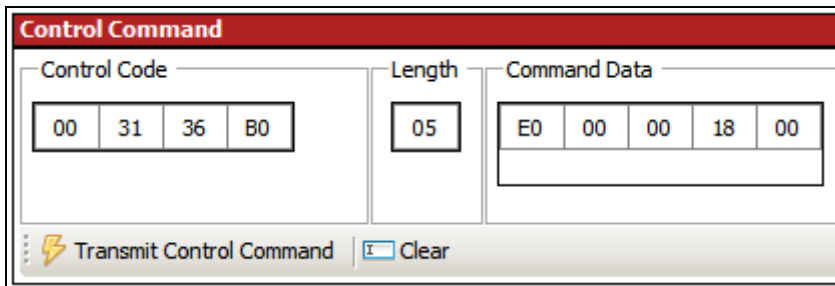 Control Command
Control Code Length Command Data
00 31 36 B0 05 E0 00 00 18 00
Transmit Control Command Clear